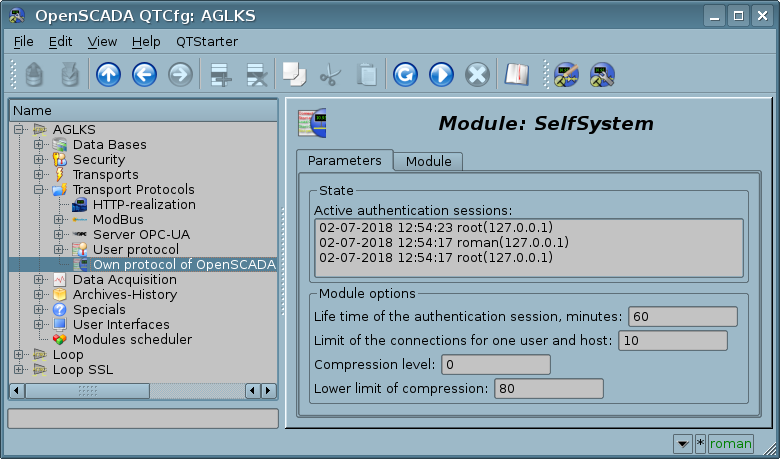 OpenSCADA QTCfg: AGLKS
File Edit View Help QTStarter
Name
AGLKS
Data Bases
Security
Transports
Transport Protocols
HTTP-realization
ModBus
Server OPC-UA
User protocol
Own protocol of OpenSCADA
Data Acquisition
Archives-History
Specials
User Interfaces
Modules scheduler
Loop
Loop SSL
Module: SelfSystem
Parameters Module
State
Active authentication sessions:
02-07-2018 12:54:23 root(127.0.0.1)
02-07-2018 12:54:17 roman(127.0.0.1)
02-07-2018 12:54:17 root(127.0.0.1)
Module options
Life time of the authentication session, minutes: 60
Limit of the connections for one user and host: 10
Compression level: 0
Lower limit of compression: 80
* roman